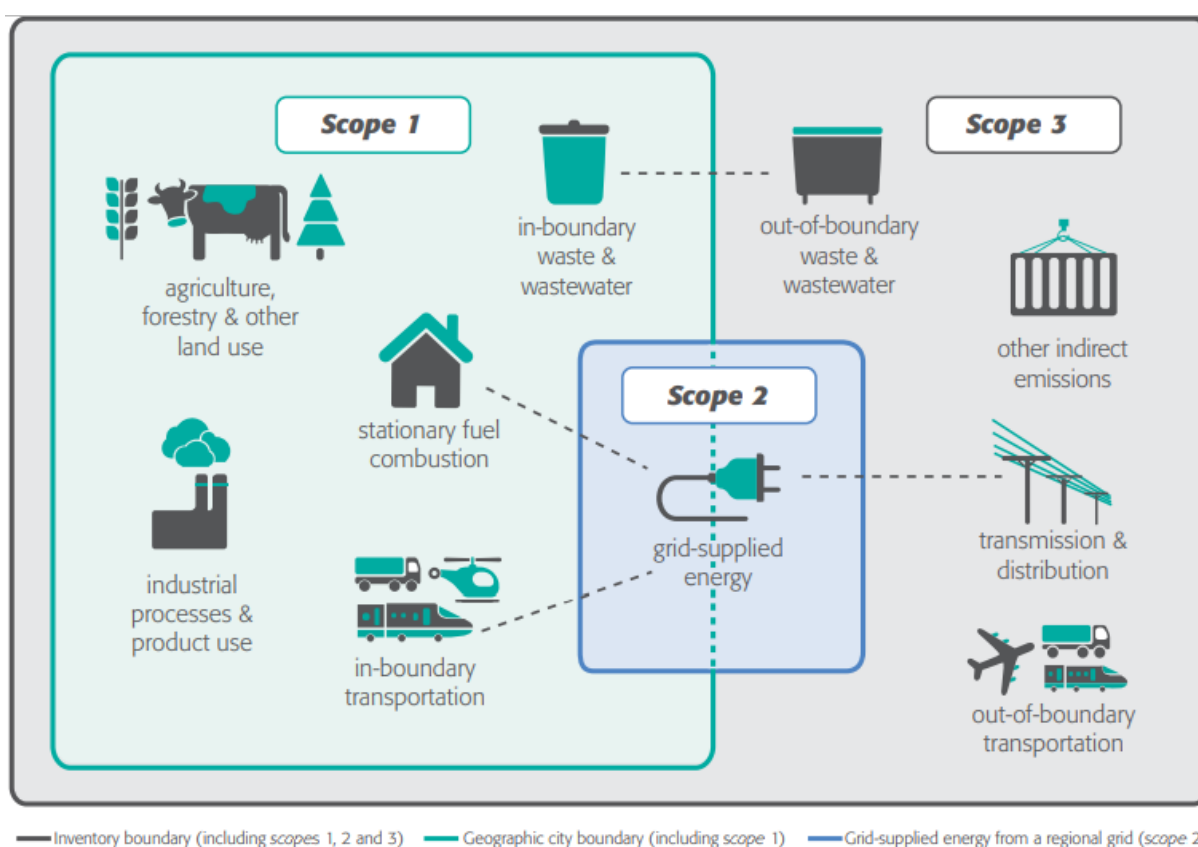 Scope 1
Scope 3
in-boundary
waste &
wastewater
out-of-boundary
waste &
wastewater
agriculture,
forestry & other
land use
other indirect
emissions
Scope 2
stationary fuel
combustion
grid-supplied
energy
transmission &
distribution
industrial
processes &
product use
in-boundary
transportation
out-of-boundary
transportation
Inventory boundary (including scopes 1, 2 and 3) Geographic city boundary (including scope 1) Grid-supplied energy from a regional grid (scope 2